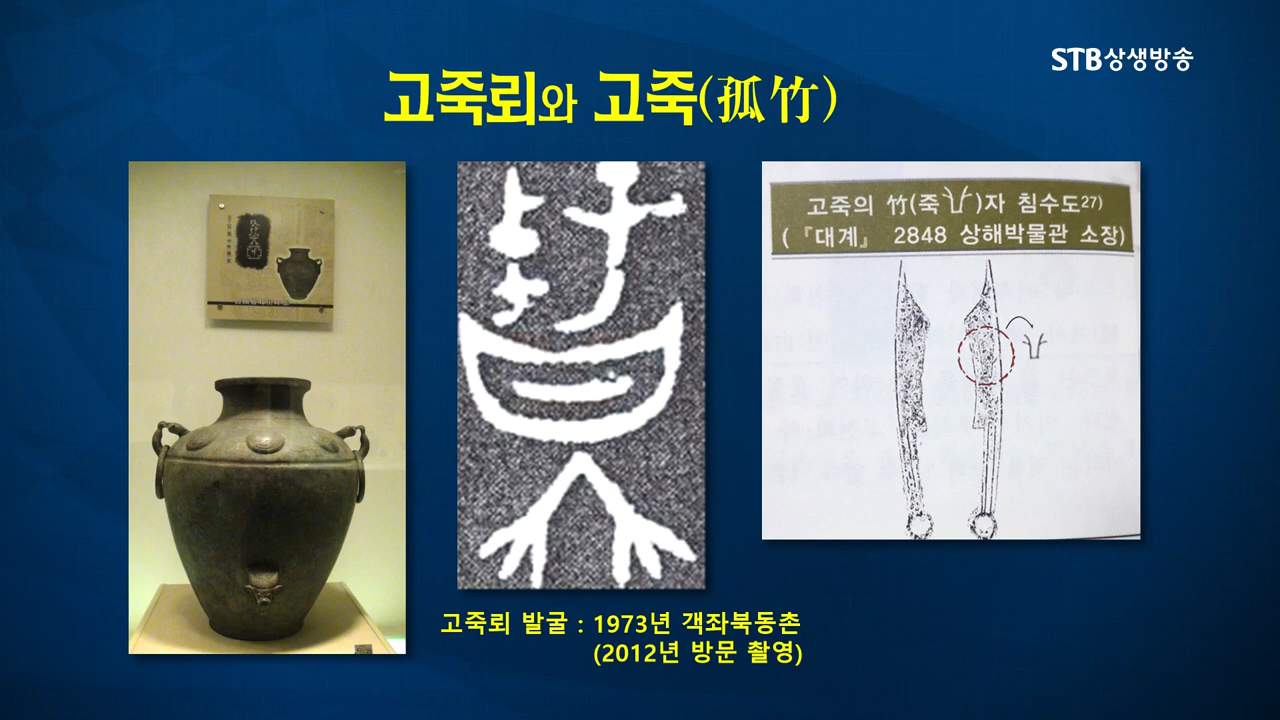 STB상생방송
고죽뢰와 고죽(孤竹)
고죽의 竹(죽)자 침수도27)
(『대계』 2848 상해박물관 소장)
고죽뢰 발굴 : 1973년 객좌북동촌
(2012년 방문 촬영)